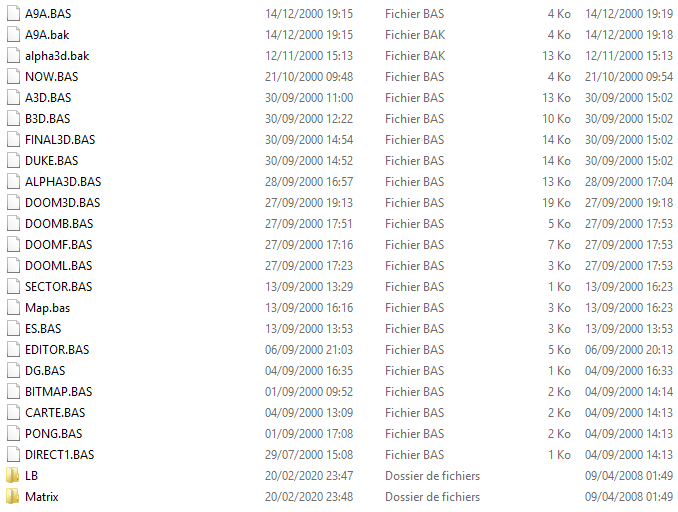 A9A.BAS 14/12/2000 19:15 Fichier BAS 4 Ko 14/12/2000 19:19
A9A.bak 14/12/2000 19:15 Fichier BAK 4 Ko 14/12/2000 19:18
alpha3d.bak 12/11/2000 15:13 Fichier BAK 13 Ko 12/11/2000 15:13
NOW.BAS 21/10/2000 09:48 Fichier BAS 4 Ko 21/10/2000 09:54
A3D.BAS 30/09/2000 11:00 Fichier BAS 13 Ko 30/09/2000 15:02
B3D.BAS 30/09/2000 12:22 Fichier BAS 10 Ko 30/09/2000 15:02
FINAL3D.BAS 30/09/2000 14:54 Fichier BAS 14 Ko 30/09/2000 15:02
DUKE.BAS 30/09/2000 14:52 Fichier BAS 14 Ko 30/09/2000 15:02
ALPHA3D.BAS 28/09/2000 16:57 Fichier BAS 13 Ko 28/09/2000 17:04
DOOM3D.BAS 27/09/2000 19:13 Fichier BAS 19 Ko 27/09/2000 19:18
DOOMB.BAS 27/09/2000 17:51 Fichier BAS 5 Ko 27/09/2000 17:53
DOOMF.BAS 27/09/2000 17:16 Fichier BAS 7 Ko 27/09/2000 17:53
DOOML.BAS 27/09/2000 17:23 Fichier BAS 3 Ko 27/09/2000 17:53
SECTOR.BAS 13/09/2000 13:29 Fichier BAS 1 Ko 13/09/2000 16:23
Map.bas 13/09/2000 16:16 Fichier BAS 3 Ko 13/09/2000 16:23
ES.BAS 13/09/2000 13:53 Fichier BAS 3 Ko 13/09/2000 13:53
EDITOR.BAS 06/09/2000 21:03 Fichier BAS 5 Ko 06/09/2000 20:13
DG.BAS 04/09/2000 16:35 Fichier BAS 1 Ko 04/09/2000 16:33
BITMAP.BAS 01/09/2000 09:52 Fichier BAS 2 Ko 04/09/2000 14:14
CARTE.BAS 04/09/2000 13:09 Fichier BAS 2 Ko 04/09/2000 14:13
PONG.BAS 01/09/2000 17:08 Fichier BAS 2 Ko 04/09/2000 14:13
DIRECT1.BAS 29/07/2000 15:08 Fichier BAS 1 Ko 04/09/2000 14:13
LB 20/02/2020 23:47 Dossier de fichiers 09/04/2008 01:49
Matrix 20/02/2020 23:48 Dossier de fichiers 09/04/2008 01:49